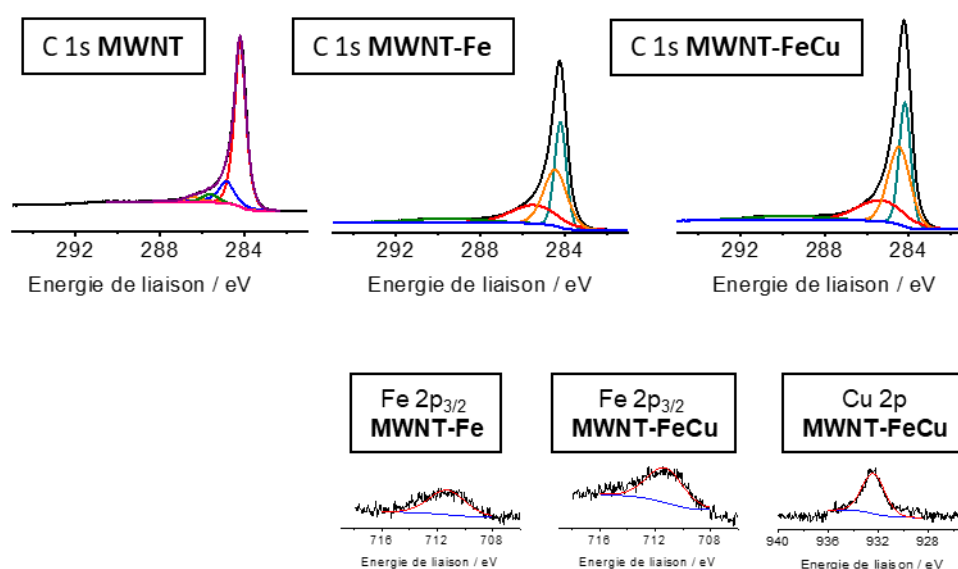 C 1s MWNT
C 1s MWNT-Fe
C 1s MWNT-FeCu
292 288 284
292 288 284
292 288 284
Energie de liaison / eV
Energie de liaison / eV
Energie de liaison / eV
Fe 2p3/2
MWNT-Fe
Fe 2p3/2
MWNT-FeCu
Cu 2p
MWNT-FeCu
716 712 708
716 712 708
940 936 932 928
Energie de liaison / eV
Energie de liaison / eV
Energie de liaison / eV